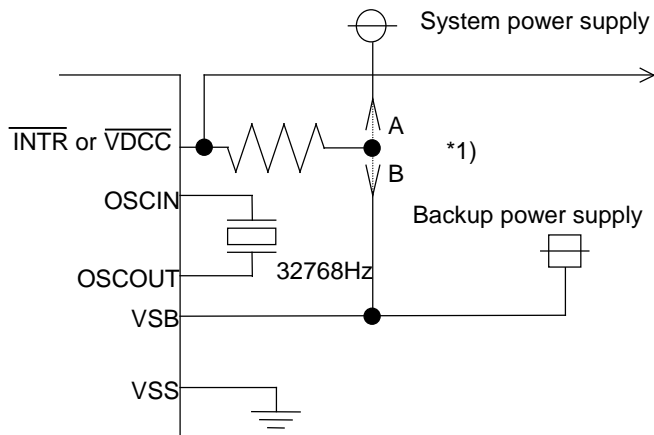 System power supply
A
INTR or VDCC
*1)
B
OSCIN
Backup power supply
OSCOUT
32768Hz
VSB
VSS